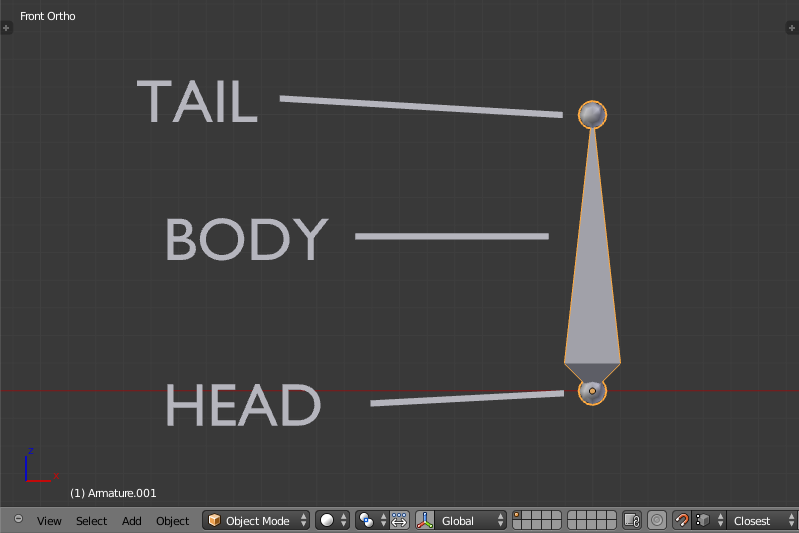 Front Ortho
TAIL
BODY
HEAD
z
x
(1) Armature.001
View Select Add Object Object Mode Global Closest